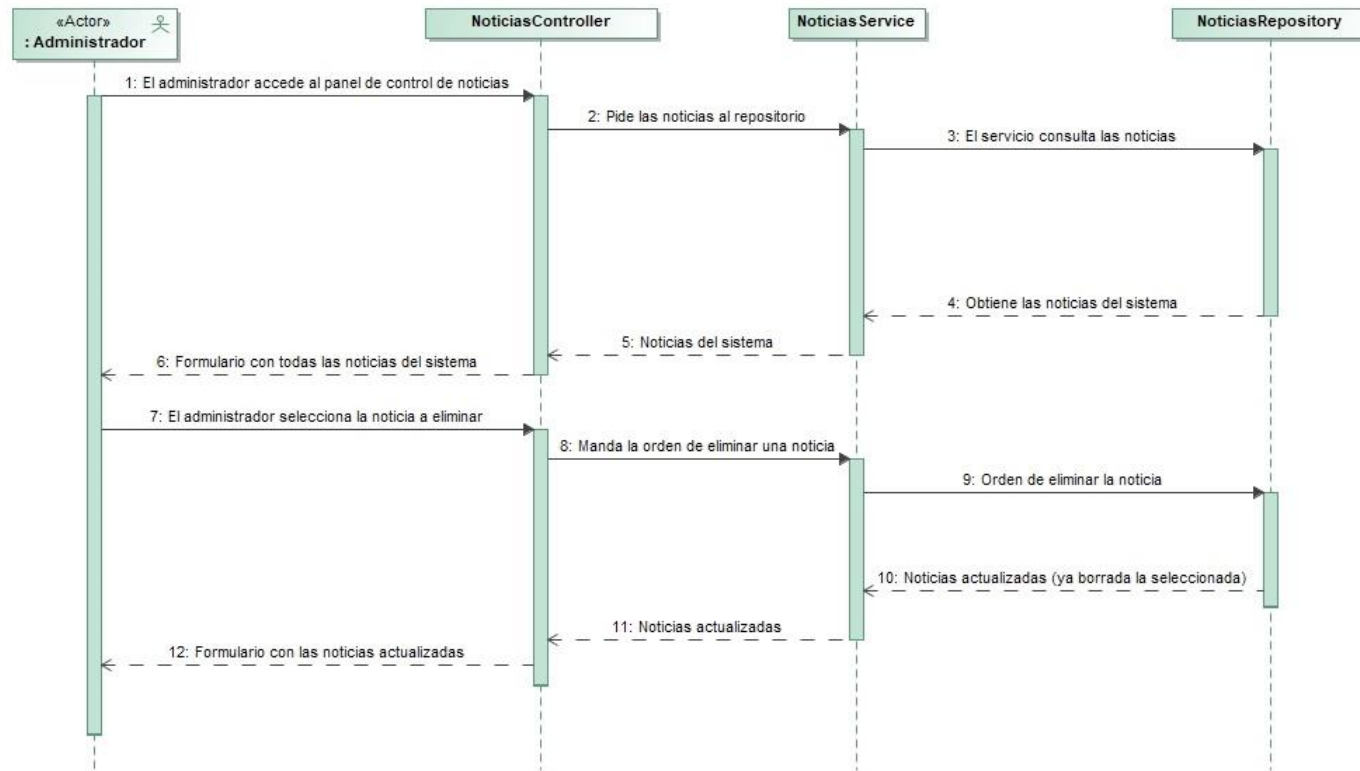 «Actor»
: Administrador
NoticiasController
NoticiasService
NoticiasRepository
1: El administrador accede al panel de control de noticias
2: Pide las noticias al repositorio
3: El servicio consulta las noticias
4: Obtiene las noticias del sistema
5: Noticias del sistema
6: Formulario con todas las noticias del sistema
7: El administrador selecciona la noticia a eliminar
8: Manda la orden de eliminar una noticia
9: Orden de eliminar la noticia
10: Noticias actualizadas (ya borrada la seleccionada)
11: Noticias actualizadas
12: Formulario con las noticias actualizadas